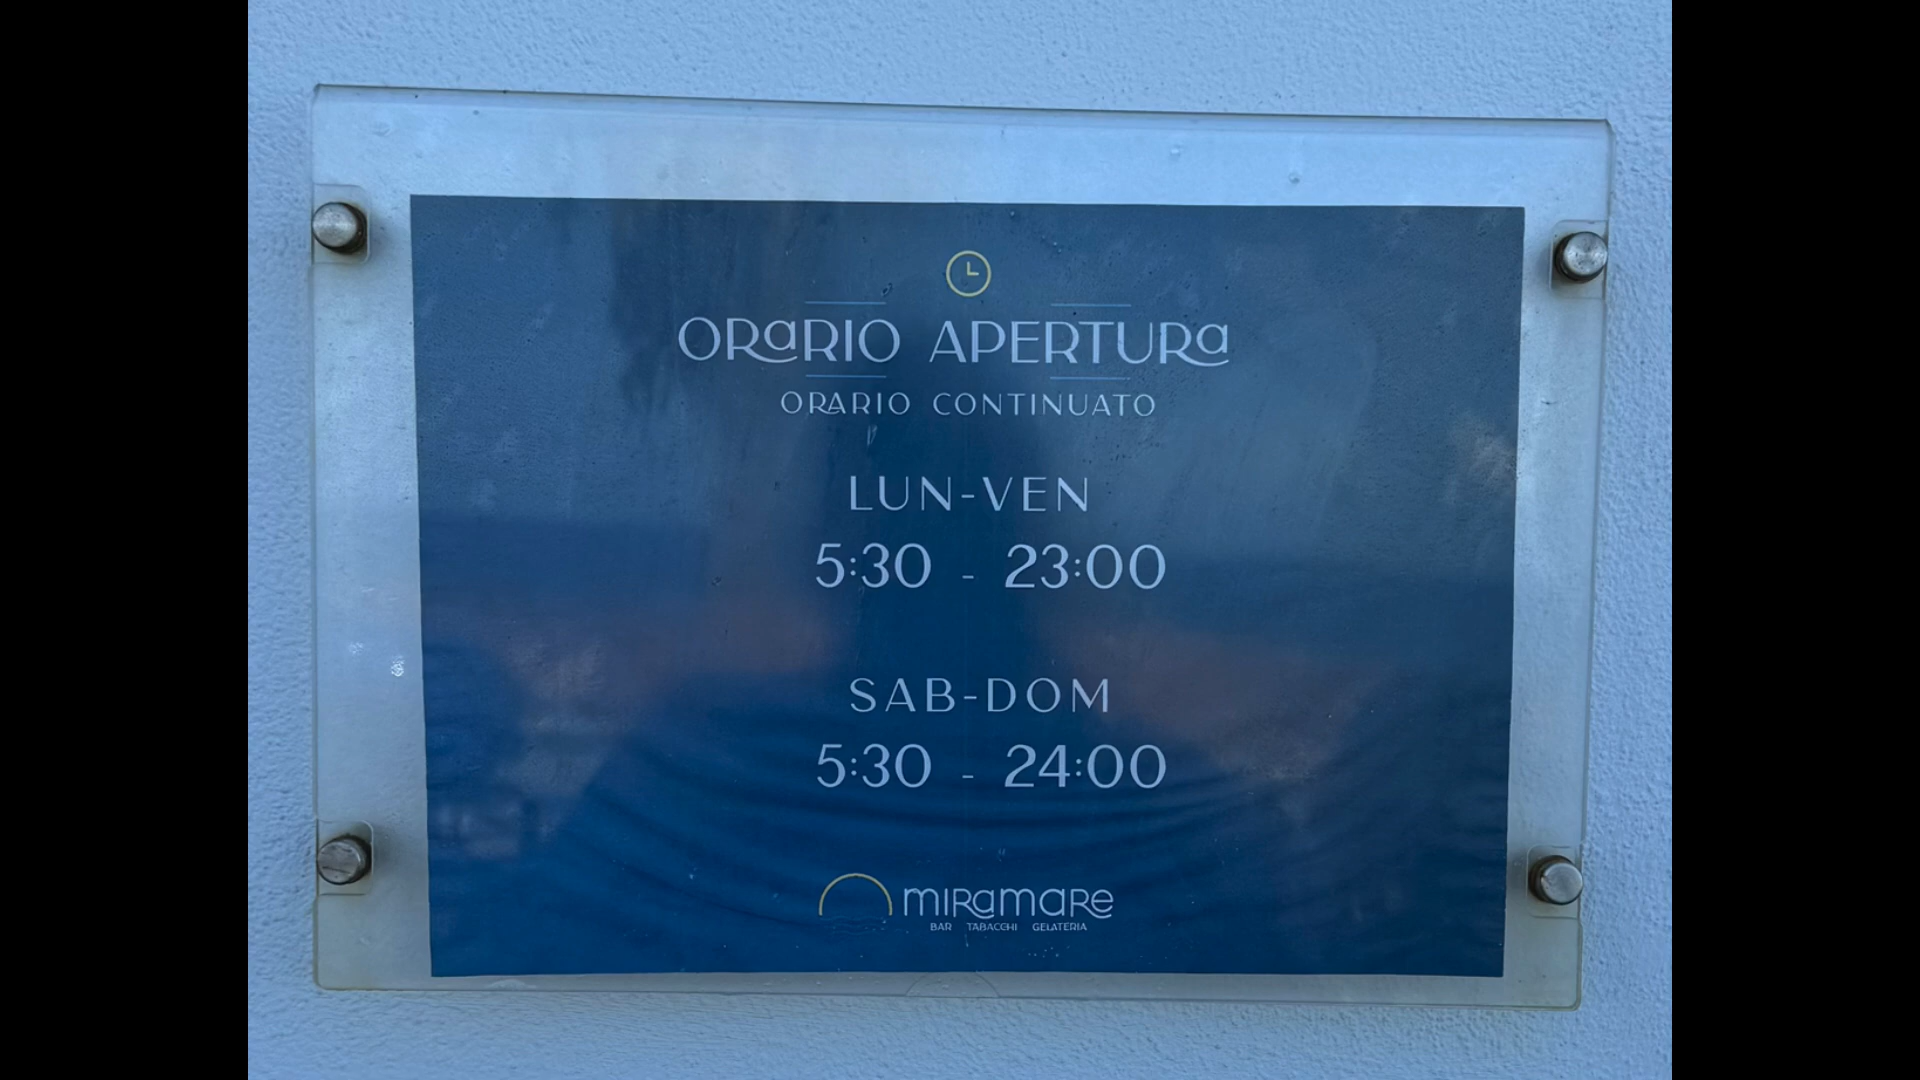 ORARIO APERTURA
ORARIO CONTINUATO
LUN-VEN
5:30 - 23:00
SAB-DOM
5:30 - 24:00
MIRAMARE
BAR TABACCHI GELATERIA